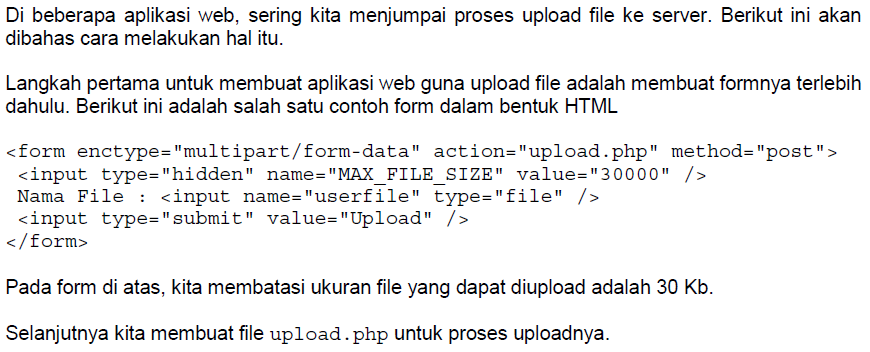 Di beberapa aplikasi web, sering kita menjumpai proses upload file ke server. Berikut ini akan
dibahas cara melakukan hal itu.
Langkah pertama untuk membuat aplikasi web guna upload file adalah membuat formnya terlebih
dahulu. Berikut ini adalah salah satu contoh form dalam bentuk HTML
<form enctype="multipart/form-data" action="upload.php" method="post">
<input type="hidden" name="MAX_FILE_SIZE" value="30000" />
Nama File : <input name="userfile" type="file" />
<input type="submit" value="Upload" />
</form>
Pada form di atas, kita membatasi ukuran file yang dapat diupload adalah 30 Kb.
Selanjutnya kita membuat file upload.php untuk proses uploadnya.